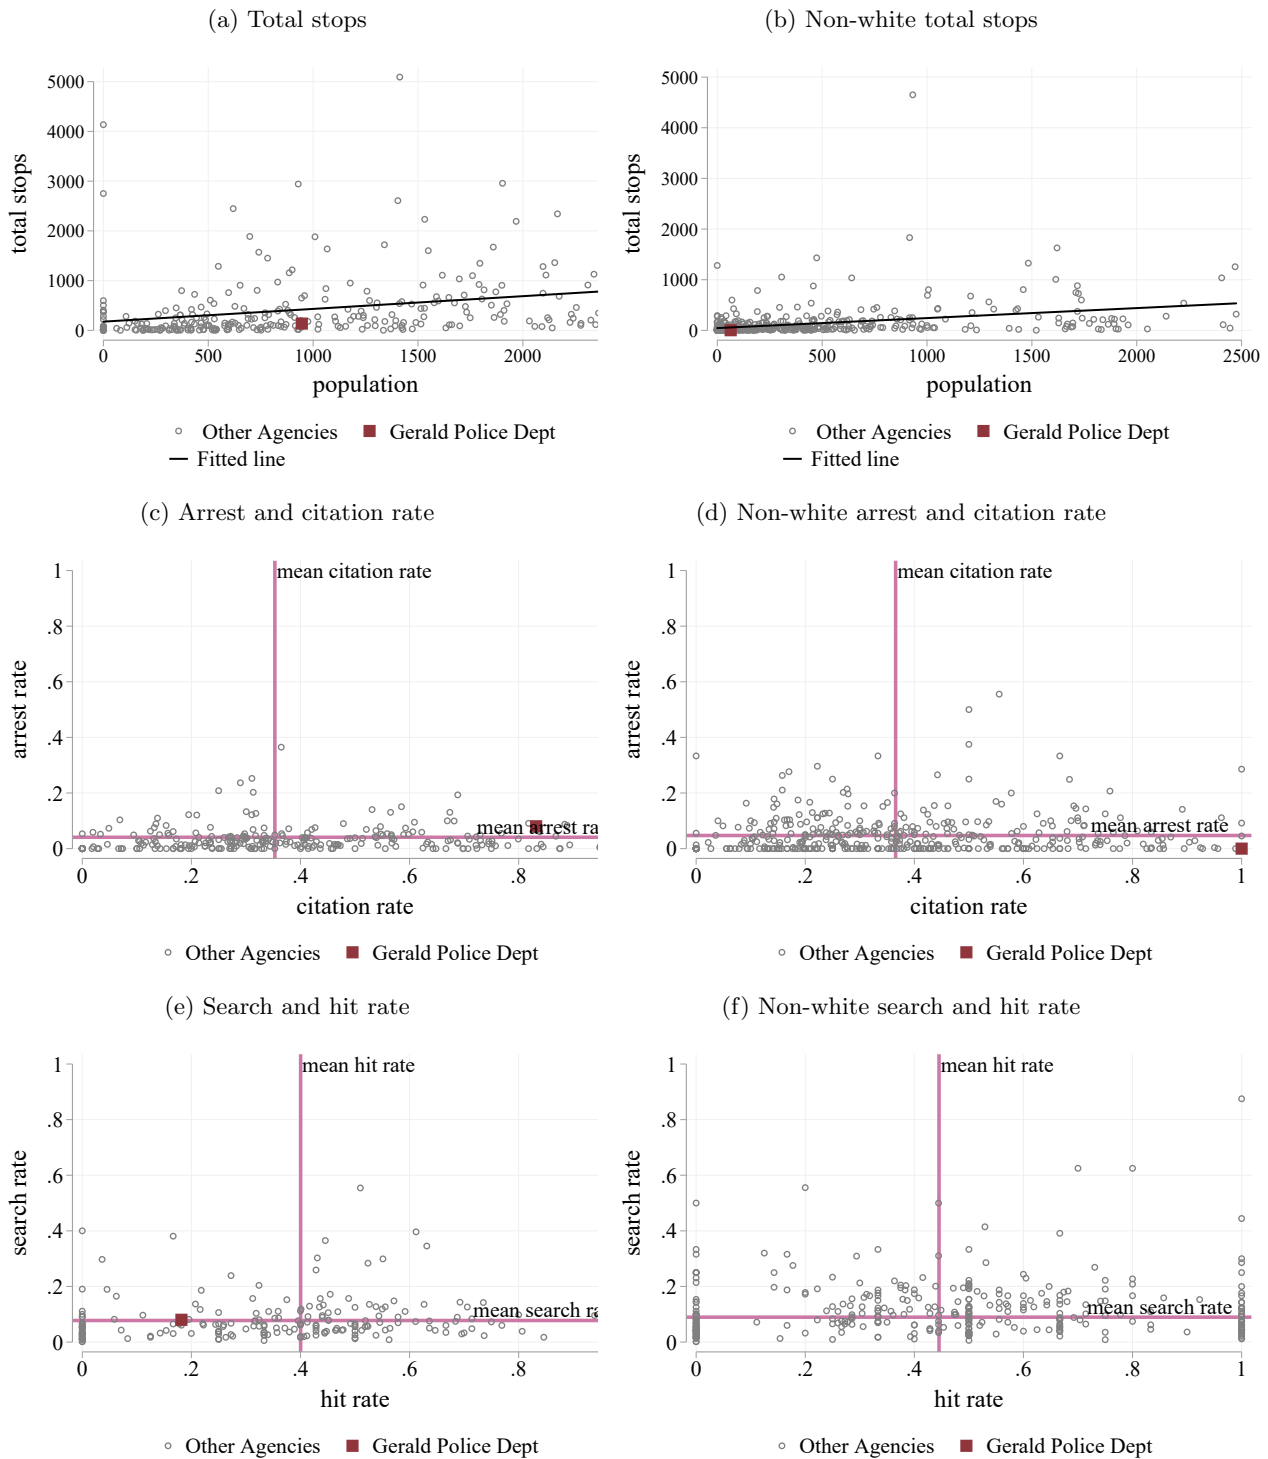 (a) Total stops
(b) Non-white total stops
total stops
5000
4000
3000
2000
1000
0
0 500 1000 1500 2000
population
Other Agencies Gerald Police Dept
Fitted line
total stops
5000
4000
3000
2000
1000
0
0 500 1000 1500 2000 2500
population
Other Agencies Gerald Police Dept
Fitted line
(c) Arrest and citation rate
(d) Non-white arrest and citation rate
arrest rate
1
.8
.6
.4
.2
0
mean citation rate
mean arrest ra
0 .2 .4 .6 .8
citation rate
Other Agencies Gerald Police Dept
arrest rate
1
.8
.6
.4
.2
0
mean citation rate
mean arrest rate
0 .2 .4 .6 .8 1
citation rate
Other Agencies Gerald Police Dept
(e) Search and hit rate
(f) Non-white search and hit rate
search rate
1
.8
.6
.4
.2
0
mean hit rate
mean search ra
0 .2 .4 .6 .8
hit rate
Other Agencies Gerald Police Dept
search rate
1
.8
.6
.4
.2
0
mean hit rate
mean search rate
0 .2 .4 .6 .8 1
hit rate
Other Agencies Gerald Police Dept